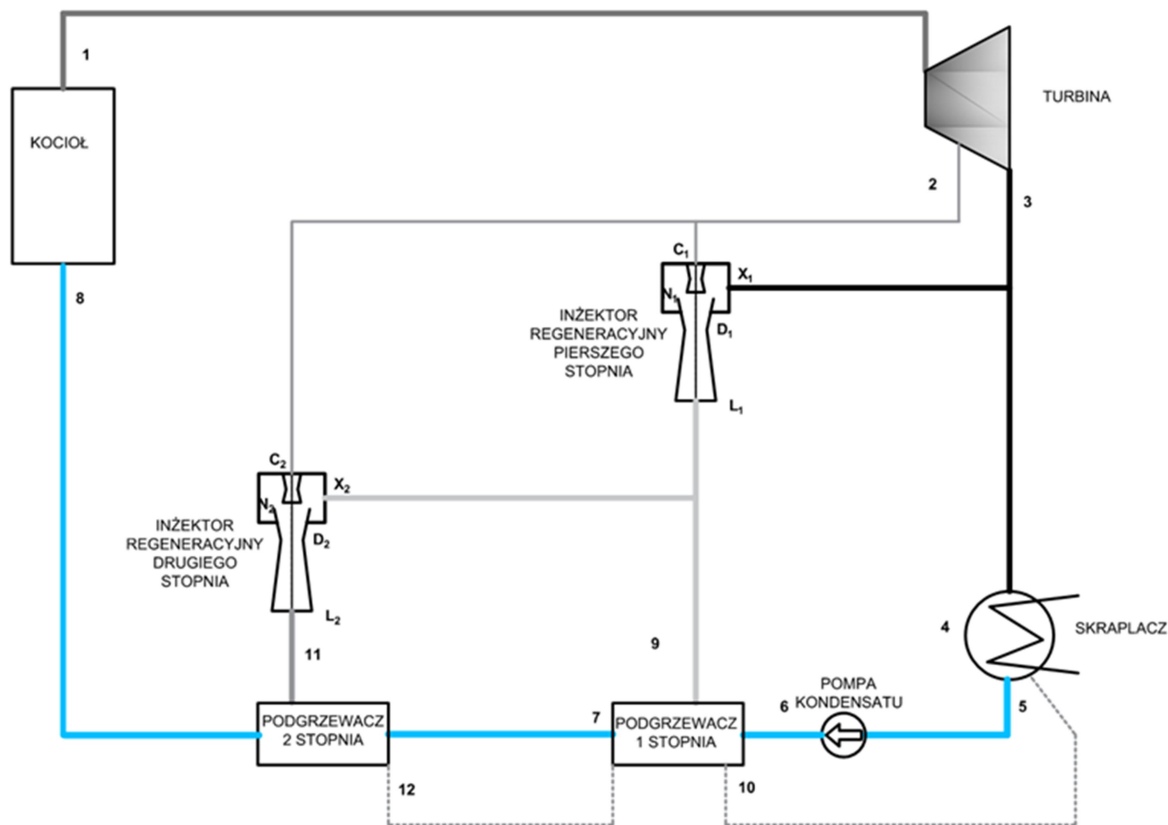 1
KOCIOŁ
TURBINA
2
3
C₁
X₁
N₁
D₁
L₁
INŻEKTOR
REGENERACYJNY
PIERSZEGO
STOPNIA
8
C₂
X₂
N₂
D₂
L₂
INŻEKTOR
REGENERACYJNY
DRUGIEGO
STOPNIA
4
SKRAPLACZ
11
9
5
POMPA
KONDENSATU
6
7
PODGRZEWACZ
2 STOPNIA
PODGRZEWACZ
1 STOPNIA
12
10